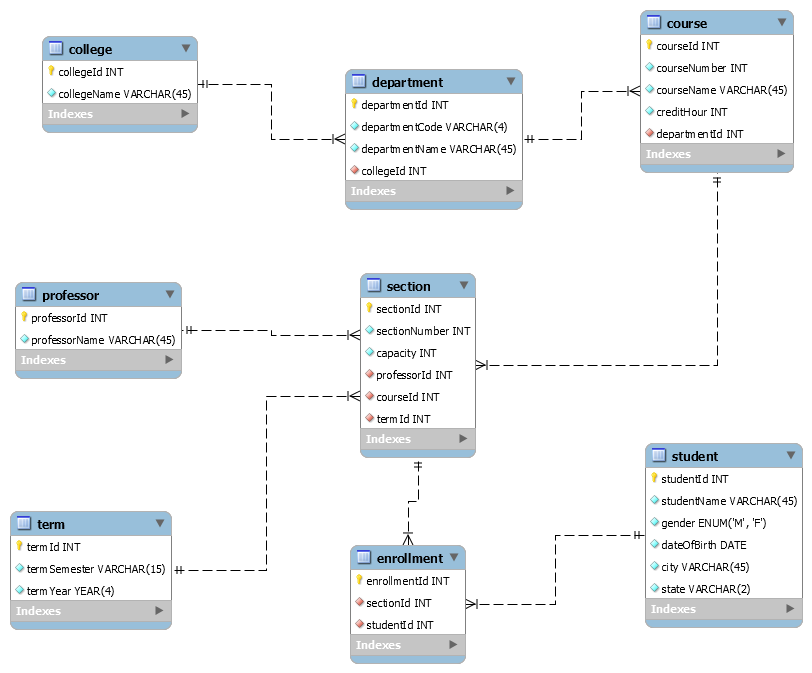 college
collegeId INT
collegeName VARCHAR(45)
Indexes
department
departmentId INT
departmentCode VARCHAR(4)
departmentName VARCHAR(45)
collegeId INT
Indexes
course
courseId INT
courseNumber INT
courseName VARCHAR(45)
creditHour INT
departmentId INT
Indexes
professor
professorId INT
professorName VARCHAR(45)
Indexes
section
sectionId INT
sectionNumber INT
capacity INT
professorId INT
courseId INT
termId INT
Indexes
term
termId INT
termSemester VARCHAR(15)
termYear YEAR(4)
Indexes
enrollment
enrollmentId INT
sectionId INT
studentId INT
Indexes
student
studentId INT
studentName VARCHAR(45)
gender ENUM('M', 'F')
dateOfBirth DATE
city VARCHAR(45)
state VARCHAR(2)
Indexes